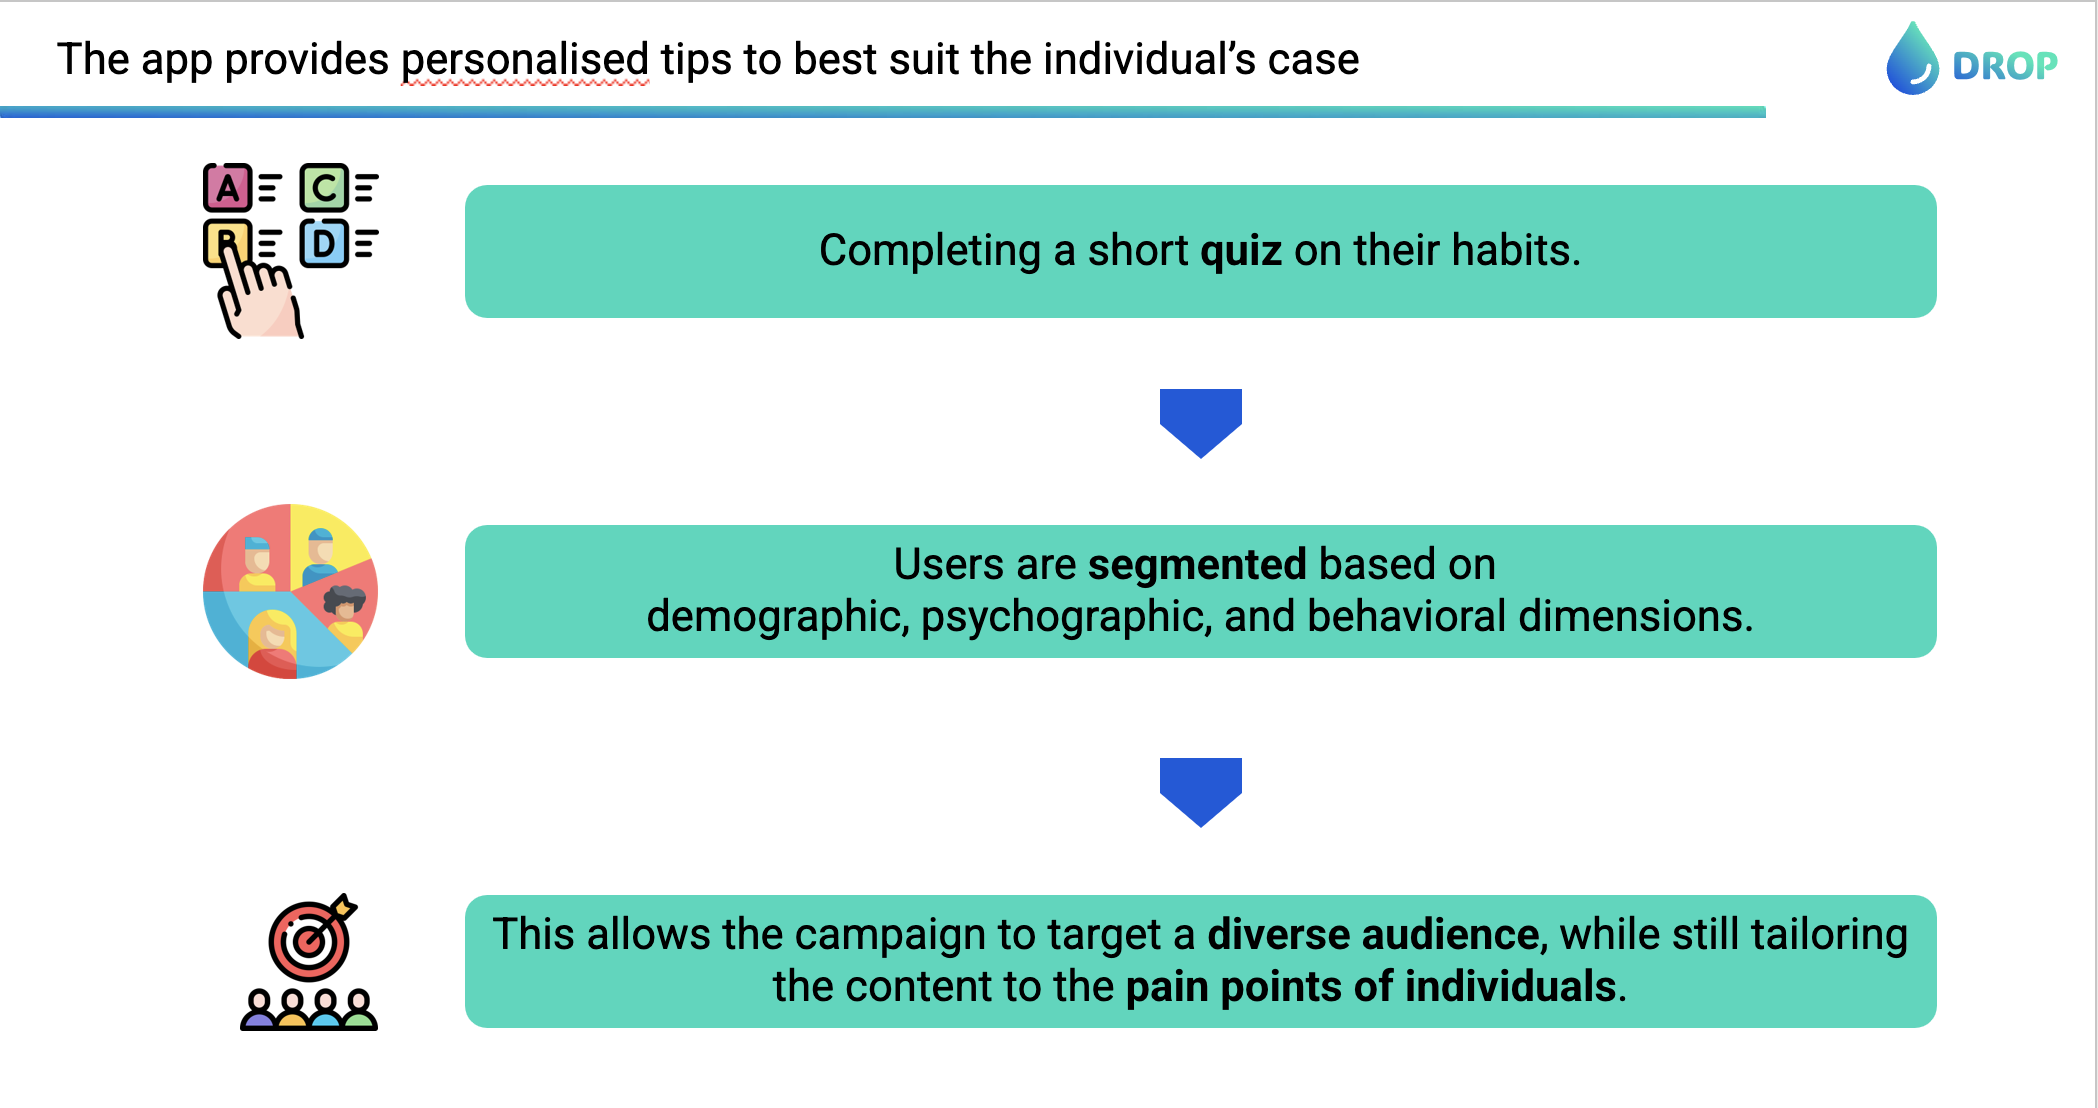 The app provides personalised tips to best suit the individual’s case
DROP
A C
B D
Completing a short quiz on their habits.
Users are segmented based on
demographic, psychographic, and behavioral dimensions.
This allows the campaign to target a diverse audience, while still tailoring
the content to the pain points of individuals.